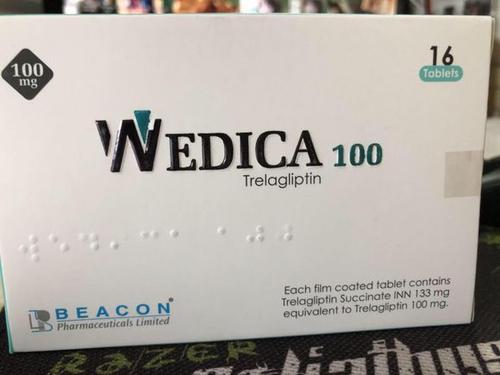 100
mg
16
Tablets
WEDICA 100
Trelagliptin
Each film coated tablet contains
Trelagliptin Succinate INN 133 mg
equivalent to Trelagliptin 100 mg.
BEACON®
Pharmaceuticals Limited
RAZER